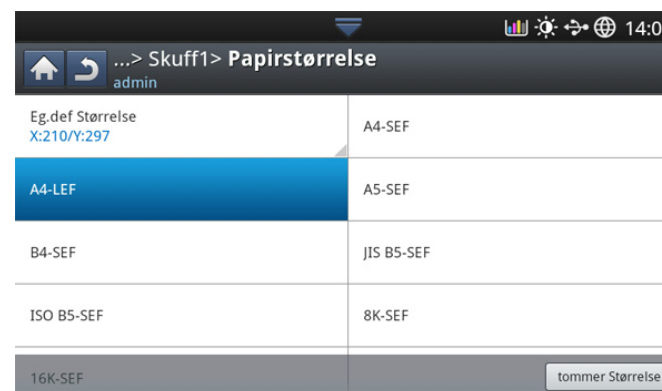 14:0
...> Skuff1> Papirstørrelse
admin
Eg.def Størrelse
X:210/Y:297
A4-SEF
A4-LEF
A5-SEF
B4-SEF
JIS B5-SEF
ISO B5-SEF
8K-SEF
16K-SEF
tommer Størrelse